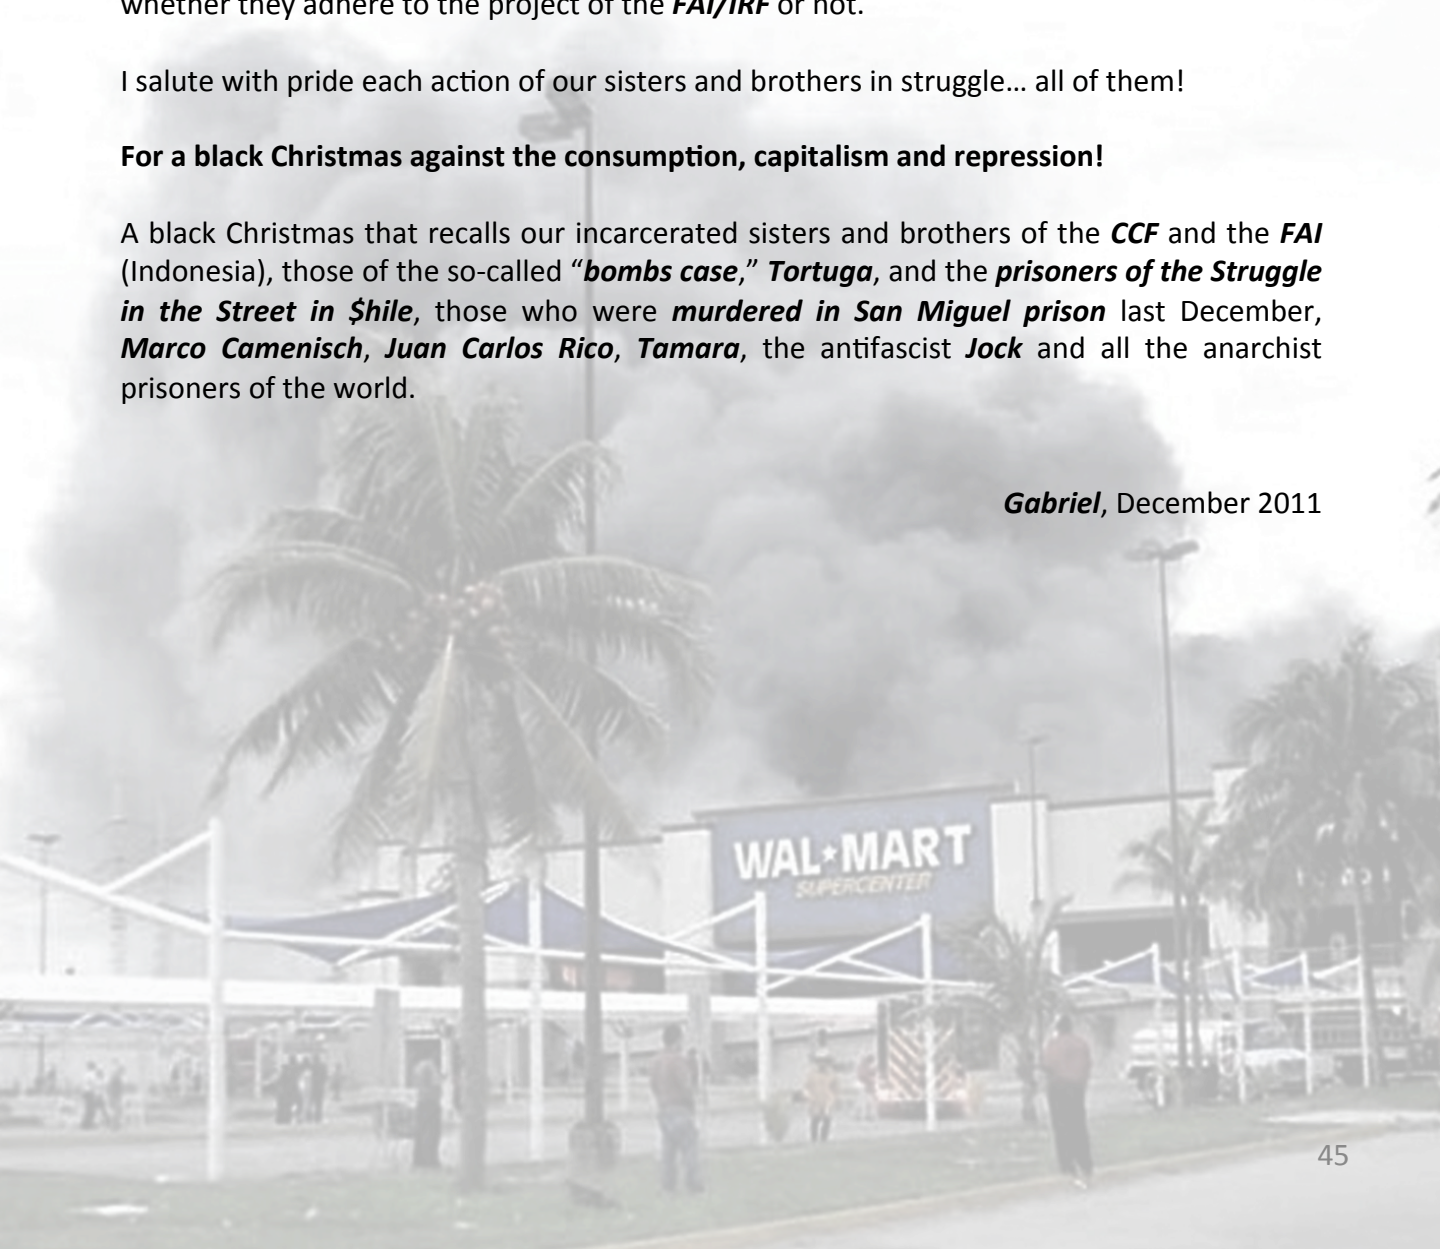 whether they adhere to the project of the FAI/IRF or not.
I salute with pride each action of our sisters and brothers in struggle… all of them!
For a black Christmas against the consumption, capitalism and repression!
A black Christmas that recalls our incarcerated sisters and brothers of the CCF and the FAI
(Indonesia), those of the so-called “bombs case,” Tortuga, and the prisoners of the Struggle
in the Street in $hile, those who were murdered in San Miguel prison last December,
Marco Camenisch, Juan Carlos Rico, Tamara, the antifascist Jock and all the anarchist
prisoners of the world.
Gabriel, December 2011
WAL★MART
SUPERCENTER
45